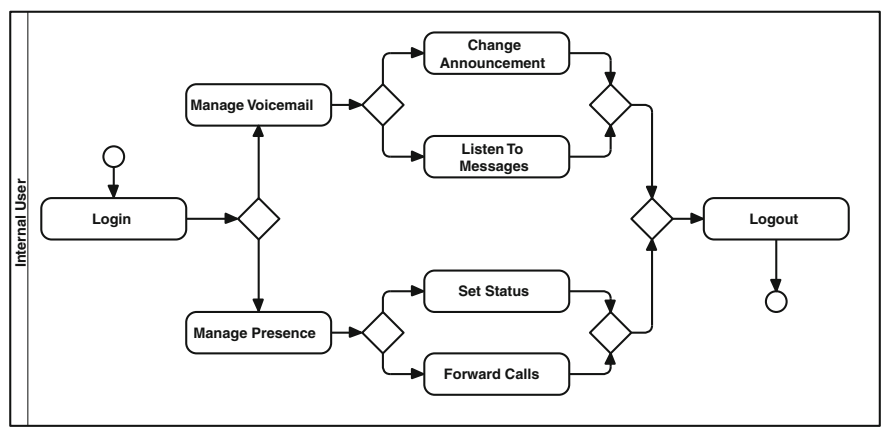 Internal User
Login
Manage Voicemail
Change
Announcement
Listen To
Messages
Manage Presence
Set Status
Forward Calls
Logout